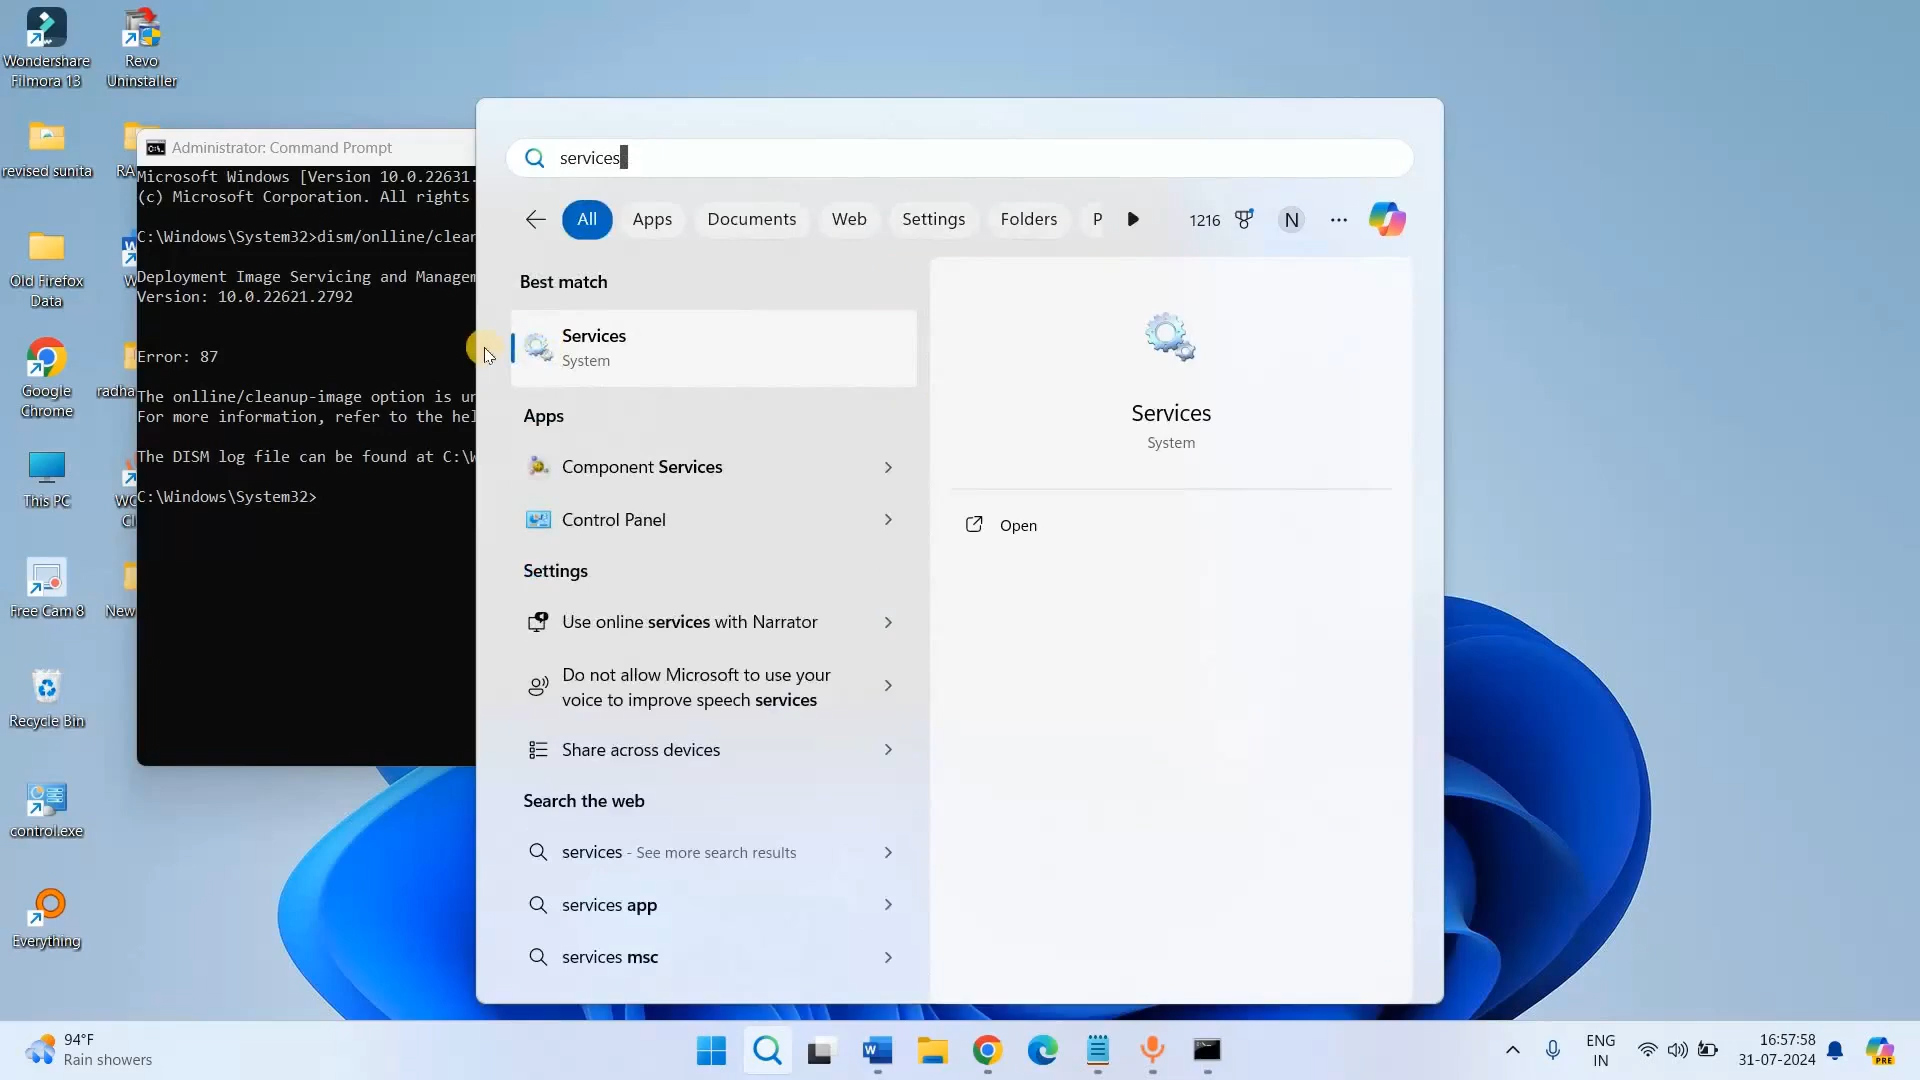 Wondershare
Filmora 13
Revo
Uninstaller
revised sunita
RA
Old Firefox
Data
W
Google
Chrome
radha
This PC
WO
Cl
Free Cam 8
New
Recycle Bin
control.exe
Everything
Administrator: Command Prompt
Microsoft Windows [Version 10.0.22631.
(c) Microsoft Corporation. All rights
C:\Windows\System32>dism/onlline/clean
Deployment Image Servicing and Managem
Version: 10.0.22621.2792
Error: 87
The onlline/cleanup-image option is un
For more information, refer to the hel
The DISM log file can be found at C:\W
C:\Windows\System32>
services
All
Apps
Documents
Web
Settings
Folders
P
1216
N
Best match
Services
System
Apps
Component Services
Control Panel
Settings
Use online services with Narrator
Do not allow Microsoft to use your
voice to improve speech services
Share across devices
Search the web
services - See more search results
services app
services msc
Services
System
Open
94°F
Rain showers
ENG
IN
16:57:58
31-07-2024
PRE